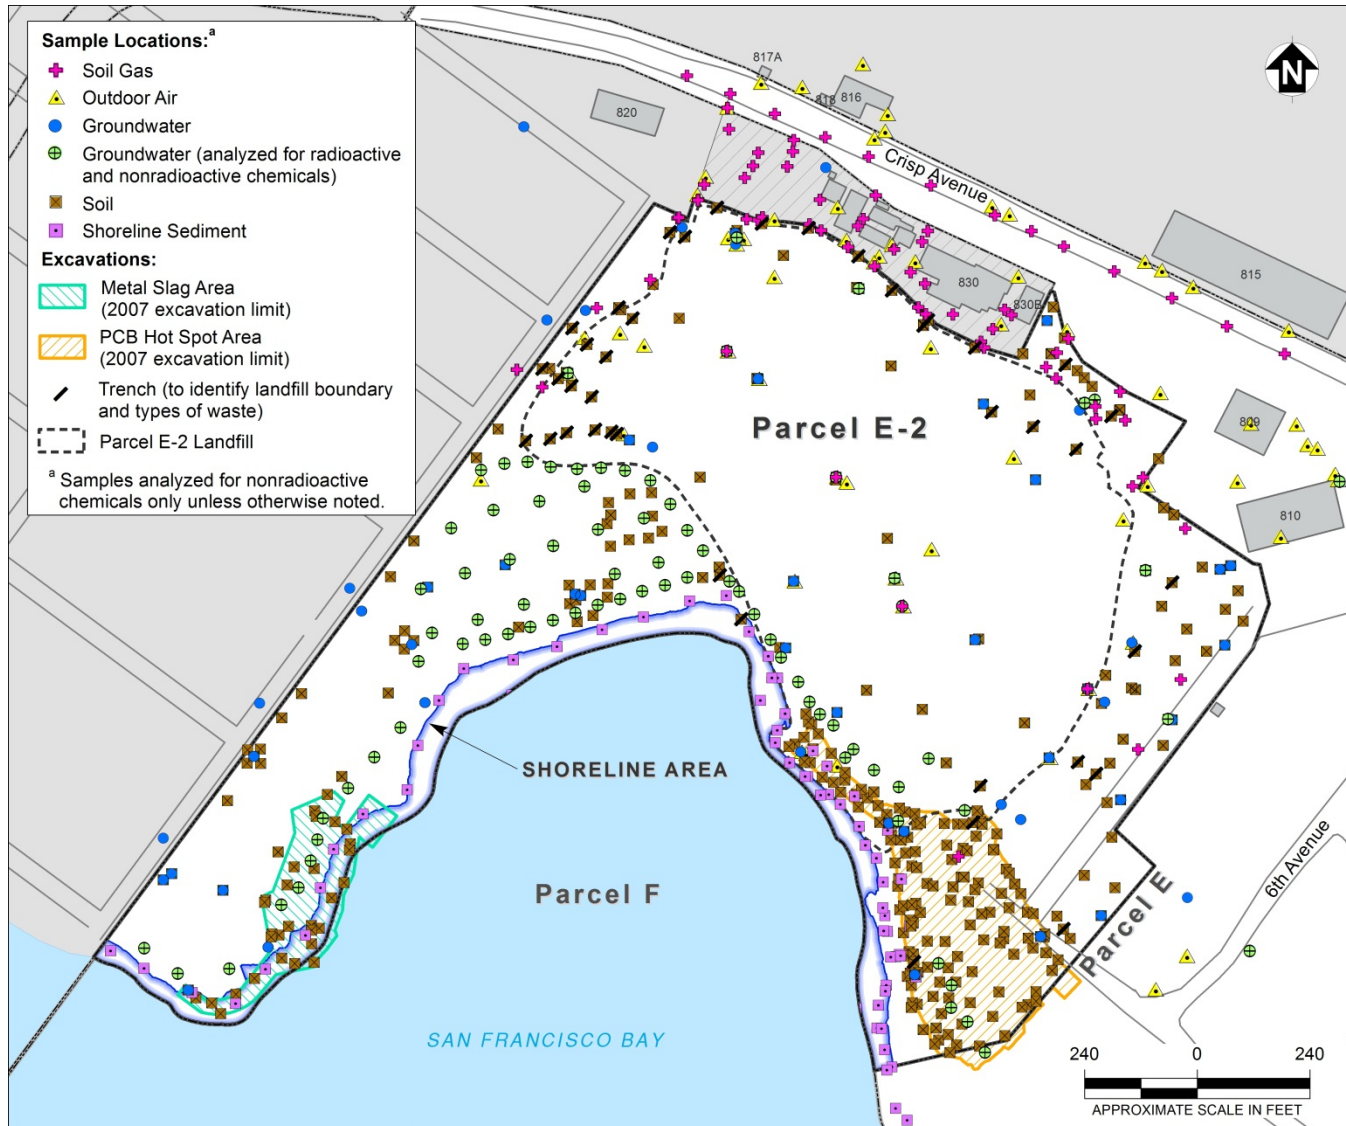 Sample Locations:a
Soil Gas
Outdoor Air
Groundwater
Groundwater (analyzed for radioactive
and nonradioactive chemicals)
Soil
Shoreline Sediment
Excavations:
Metal Slag Area
(2007 excavation limit)
PCB Hot Spot Area
(2007 excavation limit)
Trench (to identify landfill boundary
and types of waste)
Parcel E-2 Landfill
a Samples analyzed for nonradioactive
chemicals only unless otherwise noted.
817A
818
816
820
N
Crisp Avenue
815
830
830B
809
810
Parcel E-2
SHORELINE AREA
Parcel F
SAN FRANCISCO BAY
Parcel E
6th Avenue
240 0 240
APPROXIMATE SCALE IN FEET